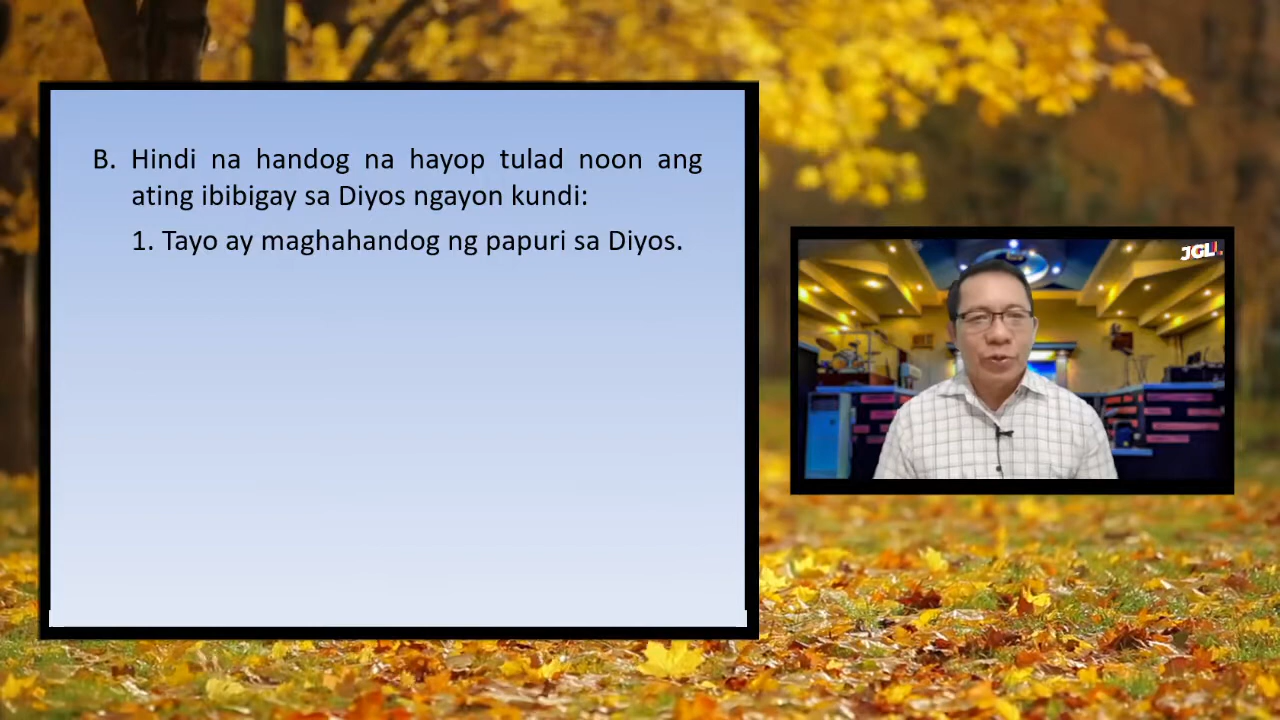 B. Hindi na handog na hayop tulad noon ang
ating ibibigay sa Diyos ngayon kundi:
1. Tayo ay maghahandog ng papuri sa Diyos.
JGL